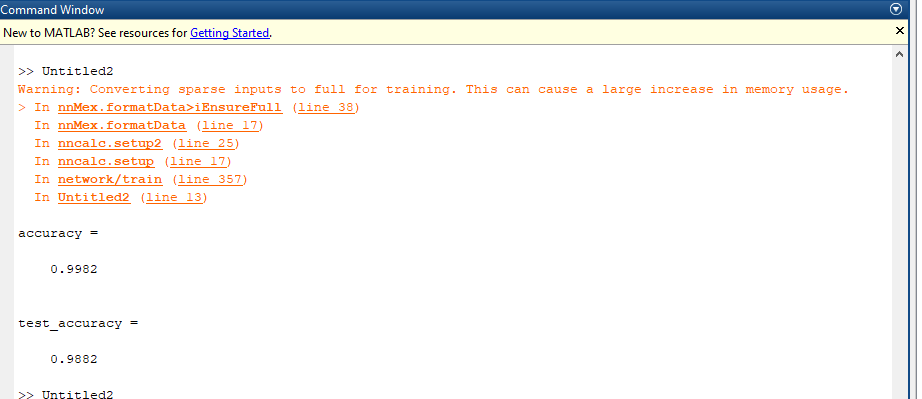 Command Window
New to MATLAB? See resources for Getting Started.
>> Untitled2
Warning: Converting sparse inputs to full for training. This can cause a large increase in memory usage.
> In nnMex.formatData>iEnsureFull (line 38)
In nnMex.formatData (line 17)
In nncalc.setup2 (line 25)
In nncalc.setup (line 17)
In network/train (line 357)
In Untitled2 (line 13)
accuracy =
0.9982
test_accuracy =
0.9882
>> Untitled2